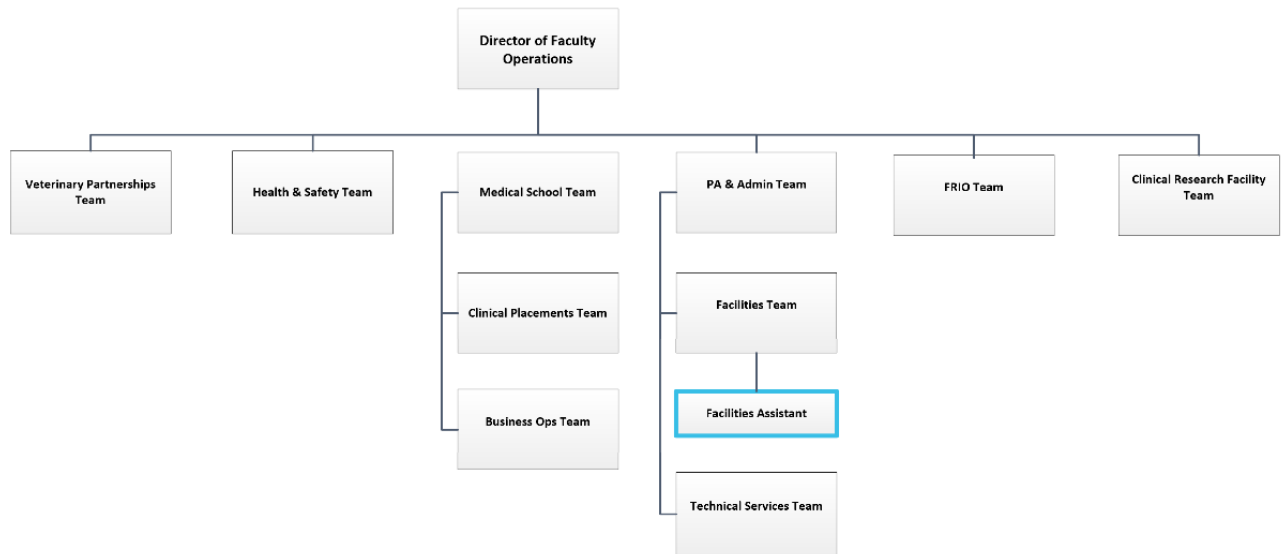 Director of Faculty
Operations
Veterinary Partnerships
Team
Health & Safety Team
Medical School Team
PA & Admin Team
FRIO Team
Clinical Research Facility
Team
Clinical Placements Team
Facilities Team
Facilities Assistant
Business Ops Team
Technical Services Team